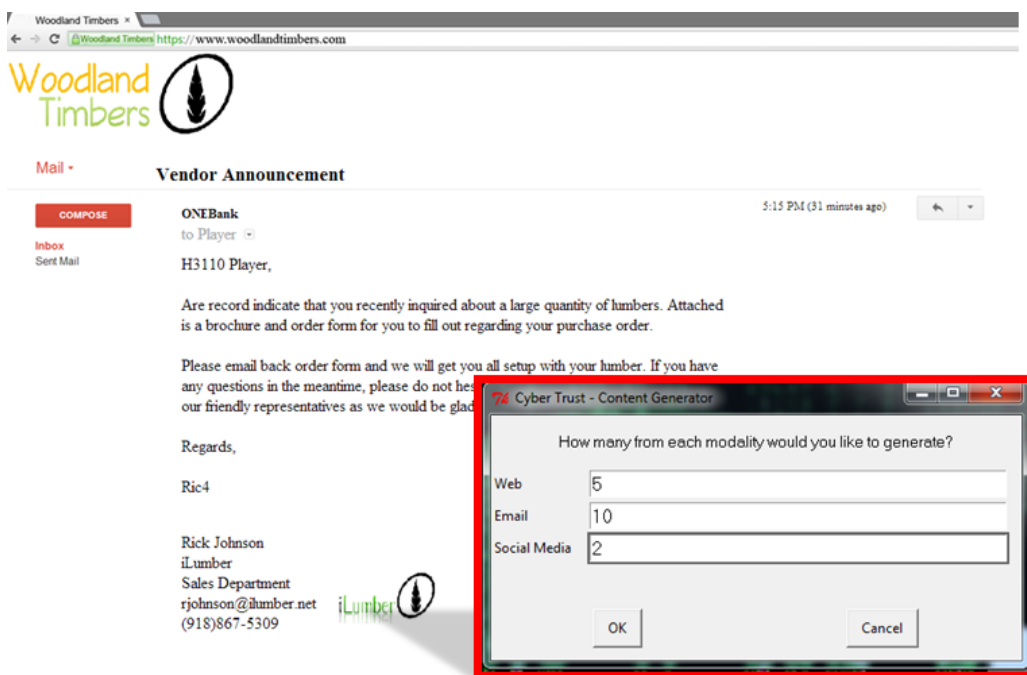 Woodland Timbers ×
Woodland Timbers https://www.woodlandtimbers.com
Woodland
Timbers
Mail
Vendor Announcement
COMPOSE
Inbox
Sent Mail
ONEBank
5:15 PM (31 minutes ago)
to Player
H3110 Player,
Are record indicate that you recently inquired about a large quantity of lumbers. Attached
is a brochure and order form for you to fill out regarding your purchase order.
Please email back order form and we will get you all setup with your lumber. If you have
any questions in the meantime, please do not hes
our friendly representatives as we would be glad
Regards,
Ric4
Rick Johnson
iLumber
Sales Department
rjohnson@ilumber.net
(918)867-5309
iLumber
Cyber Trust - Content Generator
How many from each modality would you like to generate?
Web 5
Email 10
Social Media 2
OK Cancel